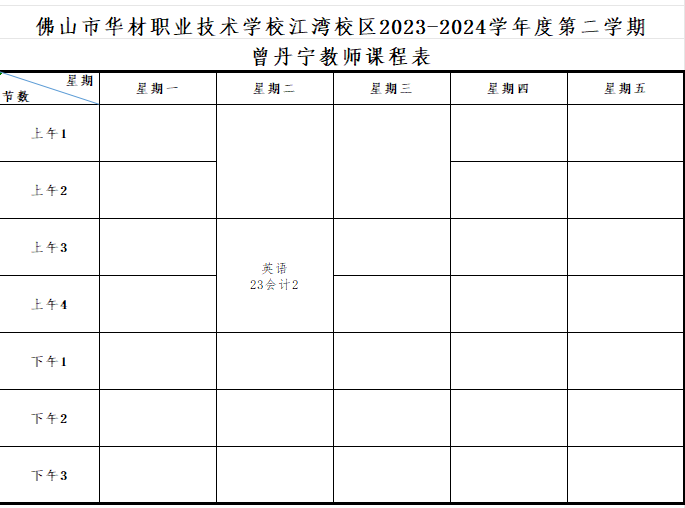 佛山市华材职业技术学校江湾校区2023-2024学年度第二学期
曾丹宁教师课程表
星期
节数
星期一 星期二 星期三 星期四 星期五
上午1
上午2
上午3
英语
23会计2
上午4
下午1
下午2
下午3